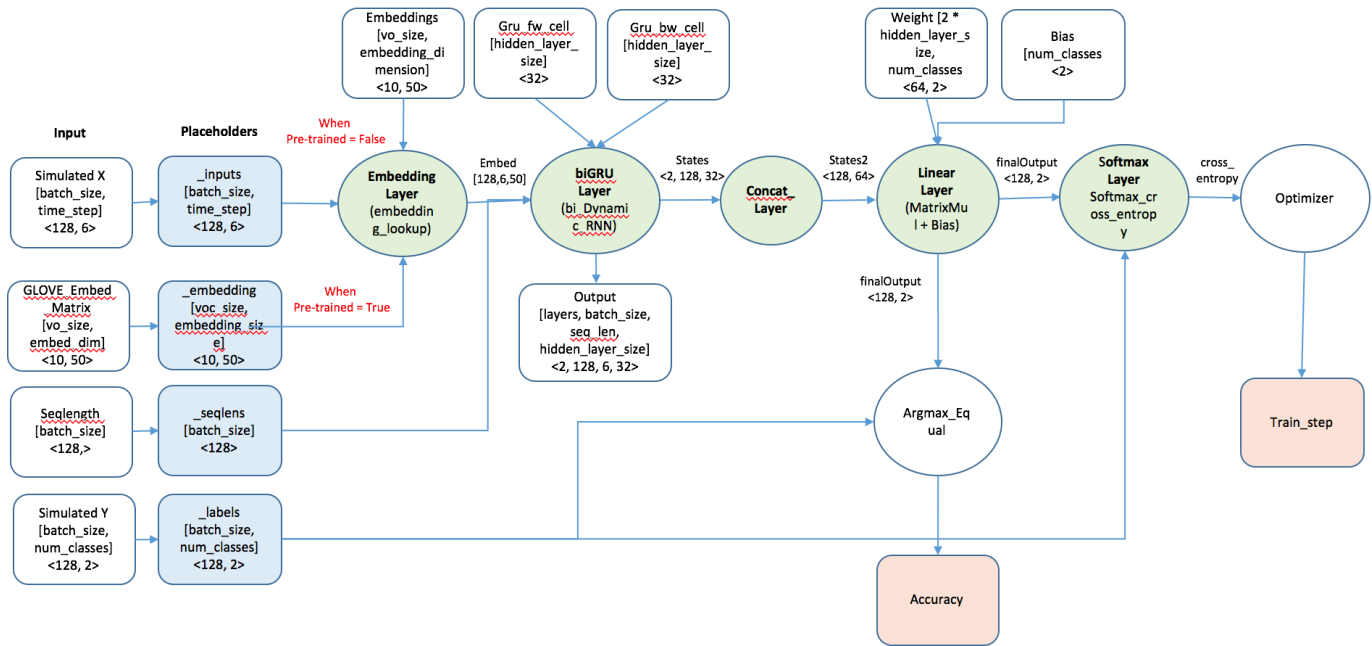 Embeddings
[vo_size,
embedding_di
mension]
<10, 50>
Gru_fw_cell
[hidden_layer_
size]
<32>
Gru_bw_cell
[hidden_layer_
size]
<32>
Weight [2 *
hidden_layer_s
ize,
num_classes
<64, 2>
Bias
[num_classes
<2>
Input
Placeholders
When
Pre-trained = False
Simulated X
[batch_size,
time_step]
<128, 6>
_inputs
[batch_size,
time_step]
<128, 6>
Embedding
Layer
(embeddin
g_lookup)
Embed
[128,6,50]
biGRU
Layer
(bi_Dynami
c_RNN)
States
<2, 128, 32>
Concat_
Layer
States2
<128, 64>
Linear
Layer
(MatrixMu
l + Bias)
finalOutput
<128, 2>
Softmax
Layer
Softmax_cr
oss_entrop
y
cross_
entropy
Optimizer
GLOVE_Embed
_Matrix
[vo_size,
embed_dim]
<10, 50>
_embedding
[voc_size,
embedding_siz
e]
<10, 50>
When
Pre-trained = True
Output
[layers, batch_size,
seq_len,
hidden_layer_size]
<2, 128, 6, 32>
finalOutput
<128, 2>
Seqlength
[batch_size]
<128,>
_seqlens
[batch_size]
<128>
Argmax_Eq
ual
Train_step
Simulated Y
[batch_size,
num_classes]
<128, 2>
_labels
[batch_size,
num_classes]
<128, 2>
Accuracy